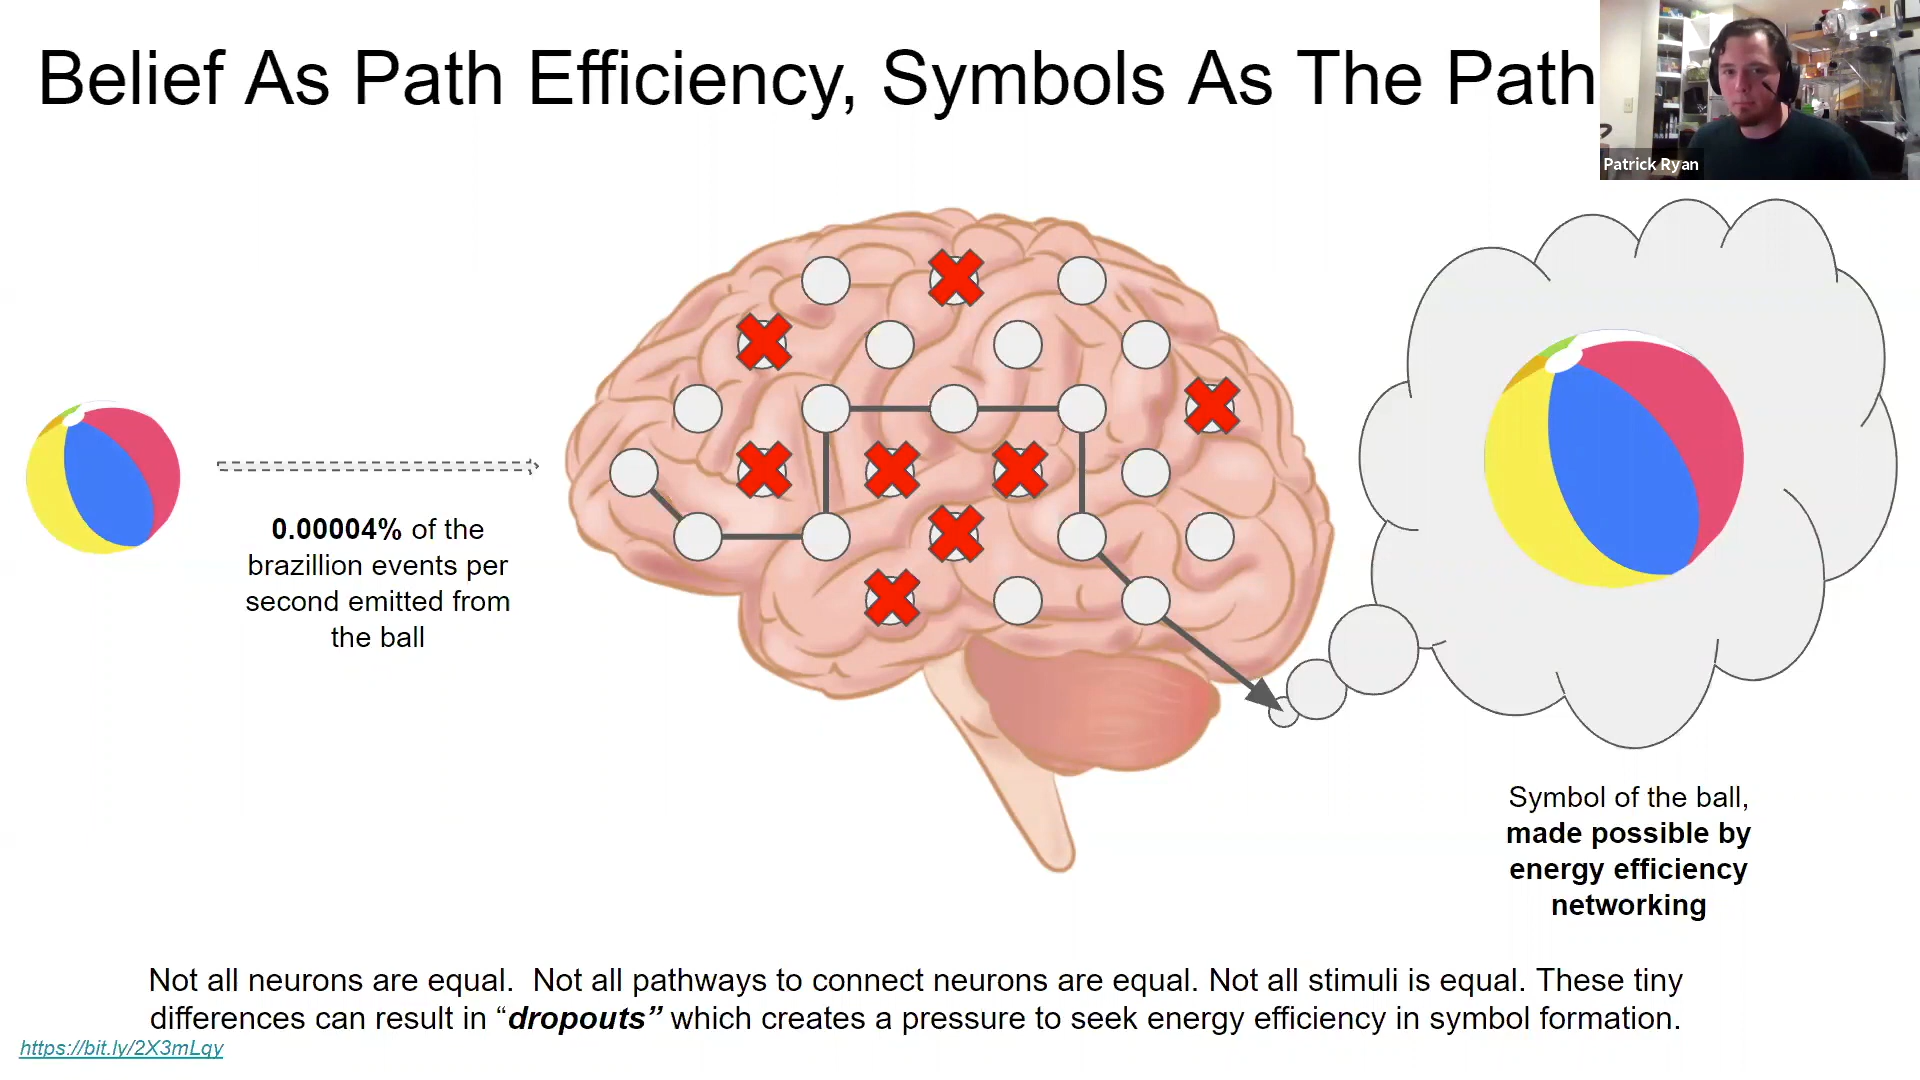 Belief As Path Efficiency, Symbols As The Path
Patrick Ryan
0.00004% of the
brazillion events per
second emitted from
the ball
Symbol of the ball,
made possible by
energy efficiency
networking
Not all neurons are equal.  Not all pathways to connect neurons are equal. Not all stimuli is equal. These tiny
differences can result in “dropouts” which creates a pressure to seek energy efficiency in symbol formation.
https://bit.ly/2X3mLqy